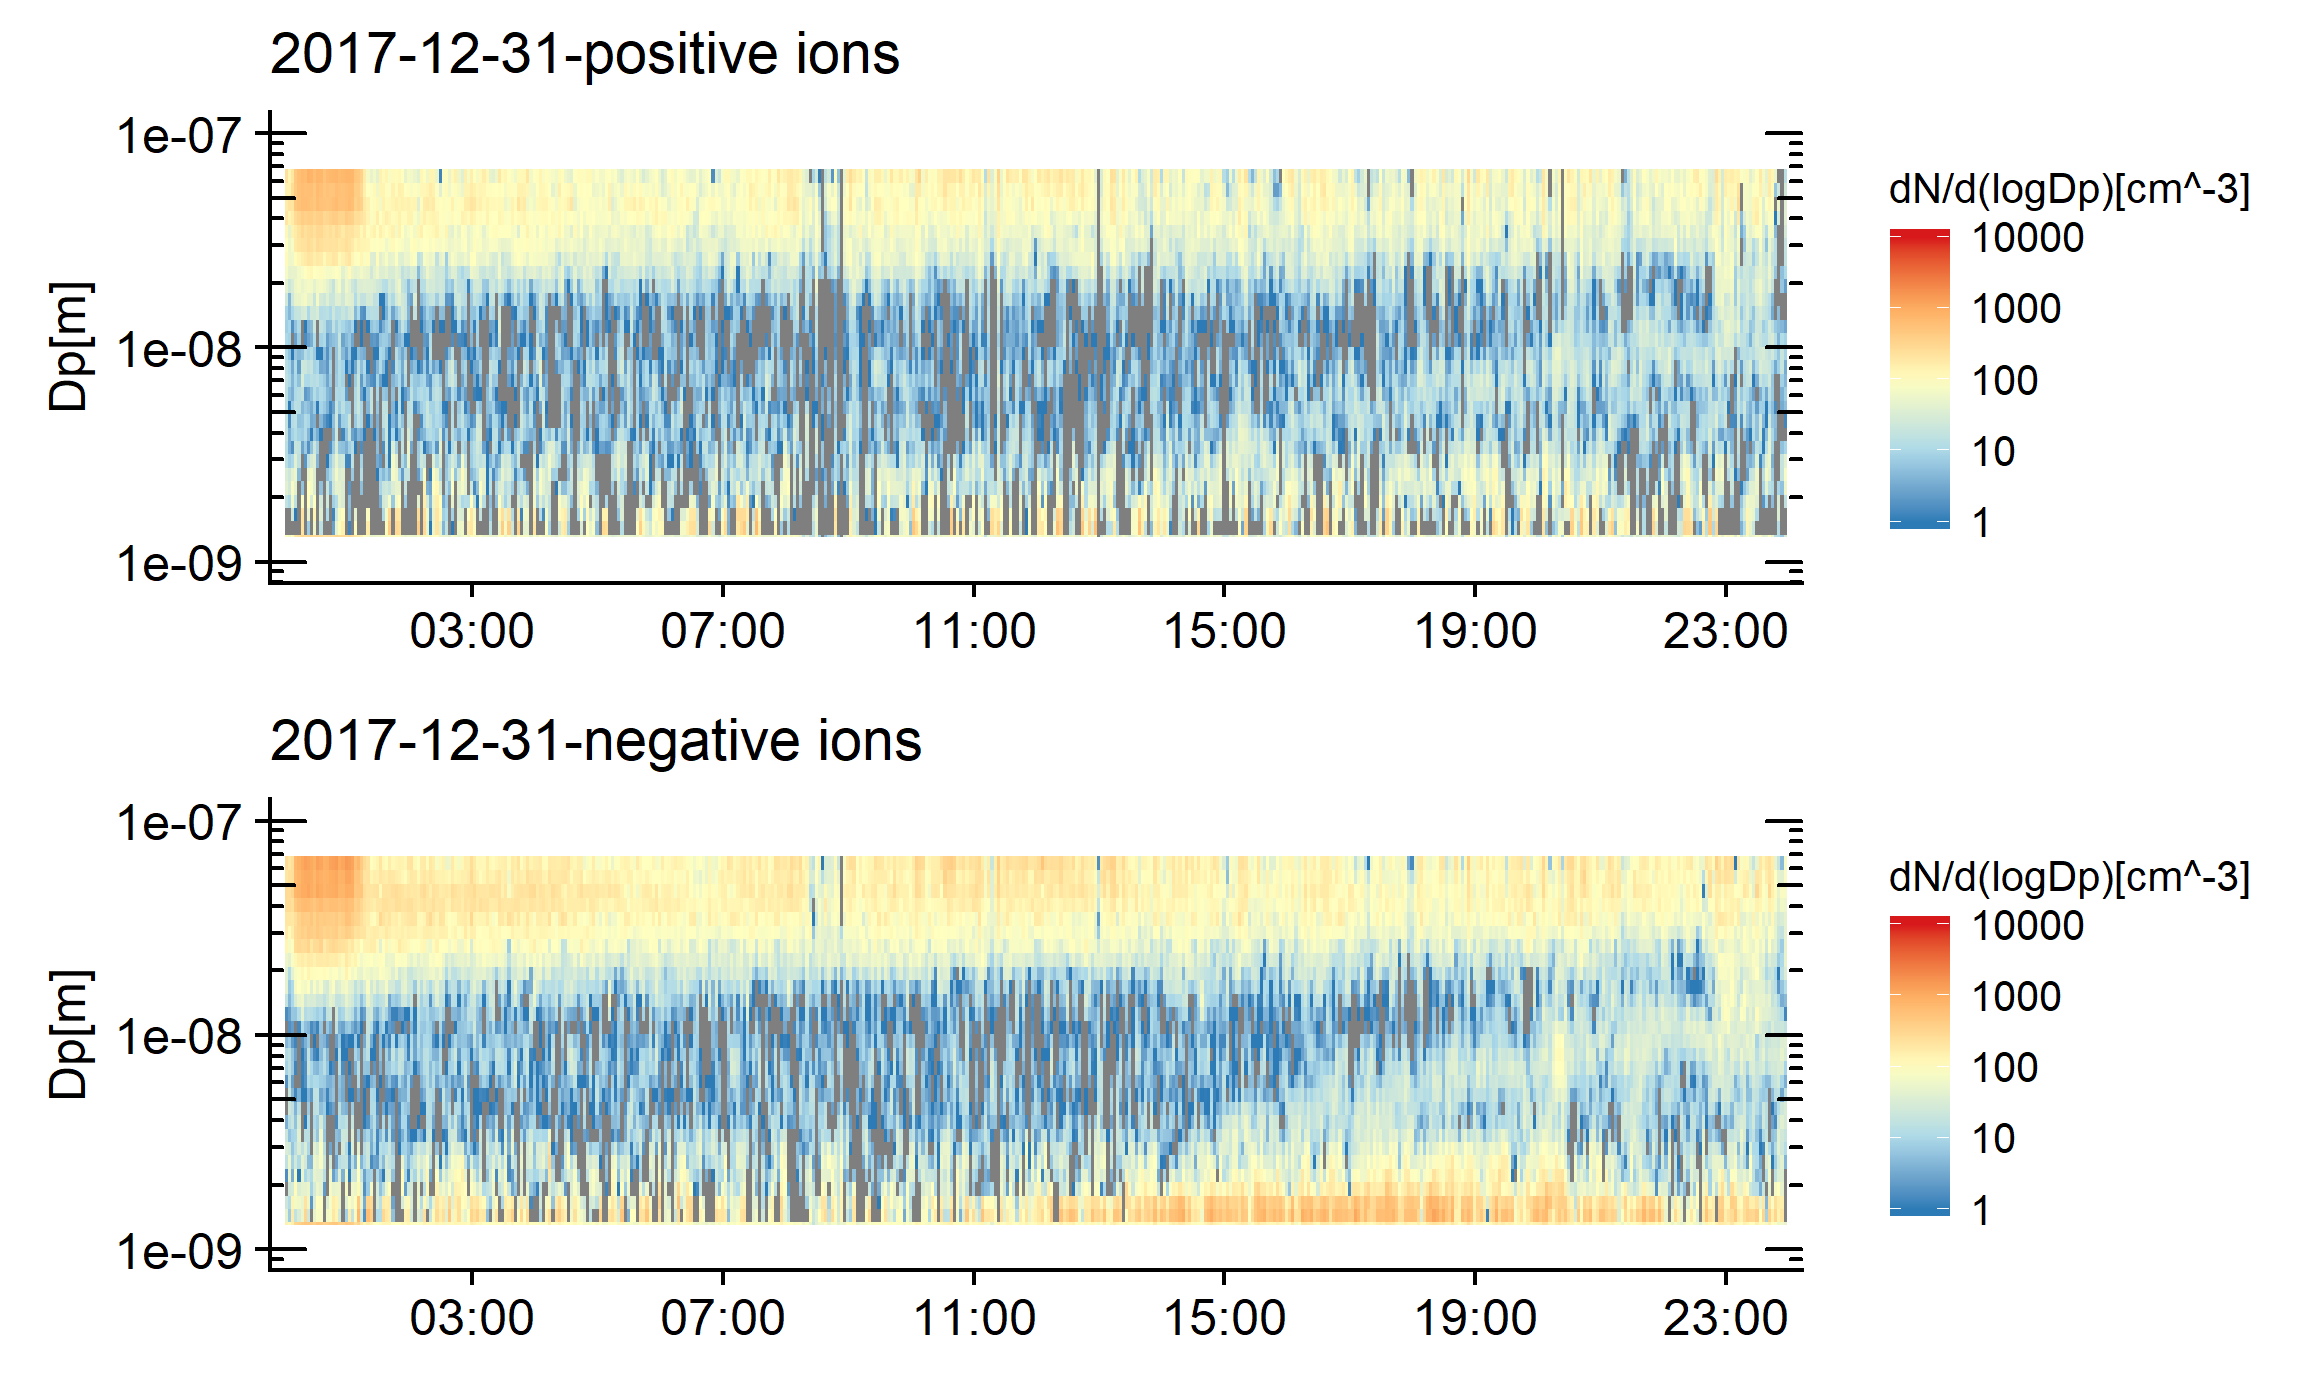 2017-12-31-positive ions
1e-07
1e-08
1e-09
Dp[m]
03:00 07:00 11:00 15:00 19:00 23:00
dN/d(logDp)[cm^-3]
10000
1000
100
10
1
2017-12-31-negative ions
1e-07
1e-08
1e-09
Dp[m]
03:00 07:00 11:00 15:00 19:00 23:00
dN/d(logDp)[cm^-3]
10000
1000
100
10
1